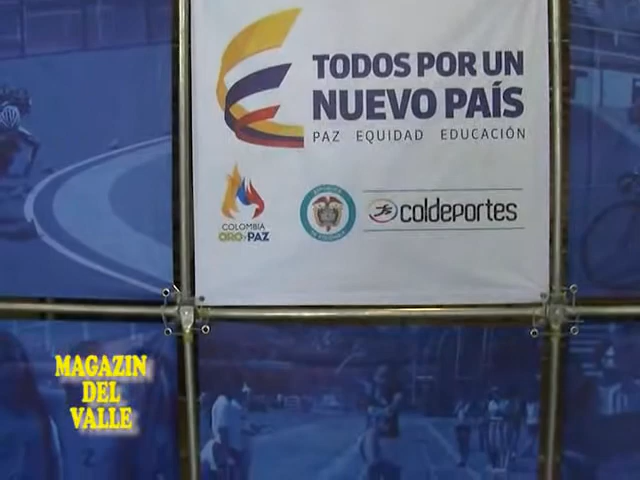 TODOS POR UN
NUEVO PAÍS
PAZ EQUIDAD EDUCACIÓN
COLOMBIA
ORO Y PAZ
coldeportes
MAGAZIN
DEL
VALLE